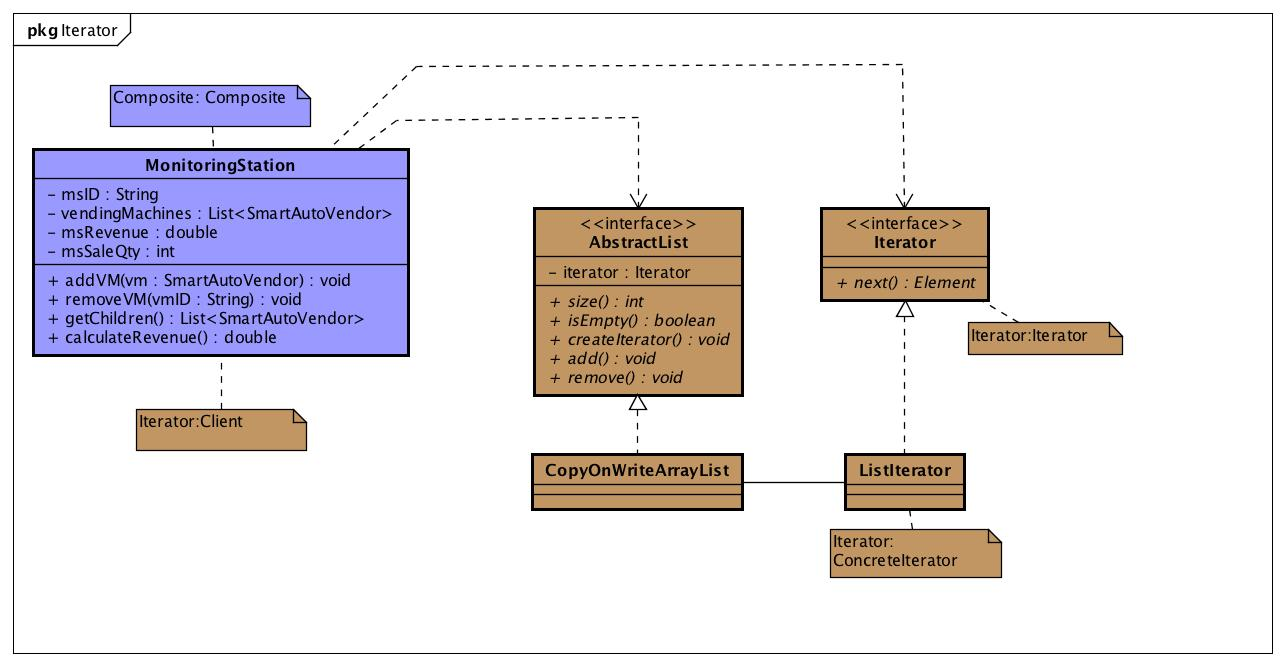 pkg Iterator
Composite: Composite
MonitoringStation
- msID : String
- vendingMachines : List<SmartAutoVendor>
- msRevenue : double
- msSaleQty : int
+ addVM(vm : SmartAutoVendor) : void
+ removeVM(vmID : String) : void
+ getChildren() : List<SmartAutoVendor>
+ calculateRevenue() : double
Iterator:Client
<<interface>>
AbstractList
- iterator : Iterator
+ size() : int
+ isEmpty() : boolean
+ createIterator() : void
+ add() : void
+ remove() : void
<<interface>>
Iterator
+ next() : Element
Iterator:Iterator
CopyOnWriteArrayList
ListIterator
Iterator:
ConcreteIterator